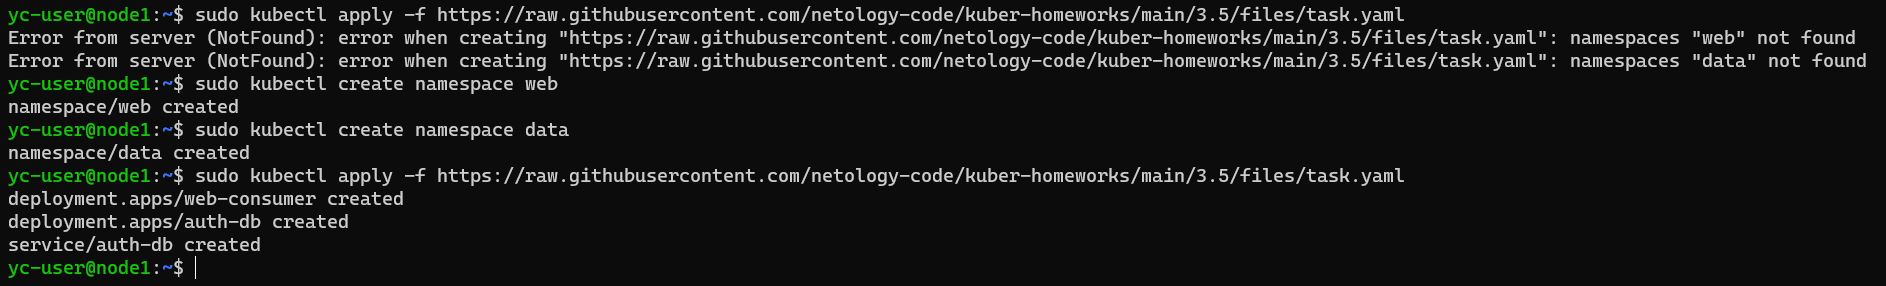 yc-user@node1:~$ sudo kubectl apply -f https://raw.githubusercontent.com/netology-code/kuber-homeworks/main/3.5/files/task.yaml
Error from server (NotFound): error when creating "https://raw.githubusercontent.com/netology-code/kuber-homeworks/main/3.5/files/task.yaml": namespaces "web" not found
Error from server (NotFound): error when creating "https://raw.githubusercontent.com/netology-code/kuber-homeworks/main/3.5/files/task.yaml": namespaces "data" not found
yc-user@node1:~$ sudo kubectl create namespace web
namespace/web created
yc-user@node1:~$ sudo kubectl create namespace data
namespace/data created
yc-user@node1:~$ sudo kubectl apply -f https://raw.githubusercontent.com/netology-code/kuber-homeworks/main/3.5/files/task.yaml
deployment.apps/web-consumer created
deployment.apps/auth-db created
service/auth-db created
yc-user@node1:~$